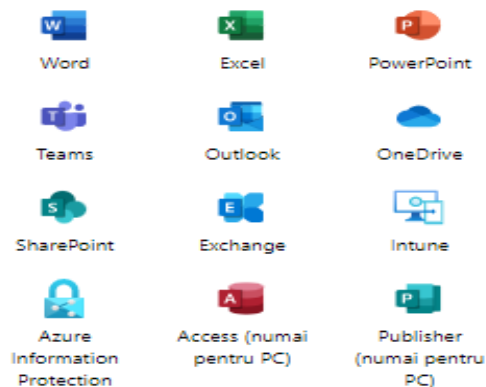 W
Word
X
Excel
P
PowerPoint
T
Teams
O
Outlook
OneDrive
S
SharePoint
E
Exchange
Intune
Azure
Information
Protection
A
Access (numai
pentru PC)
P
Publisher
(numai pentru
PC)